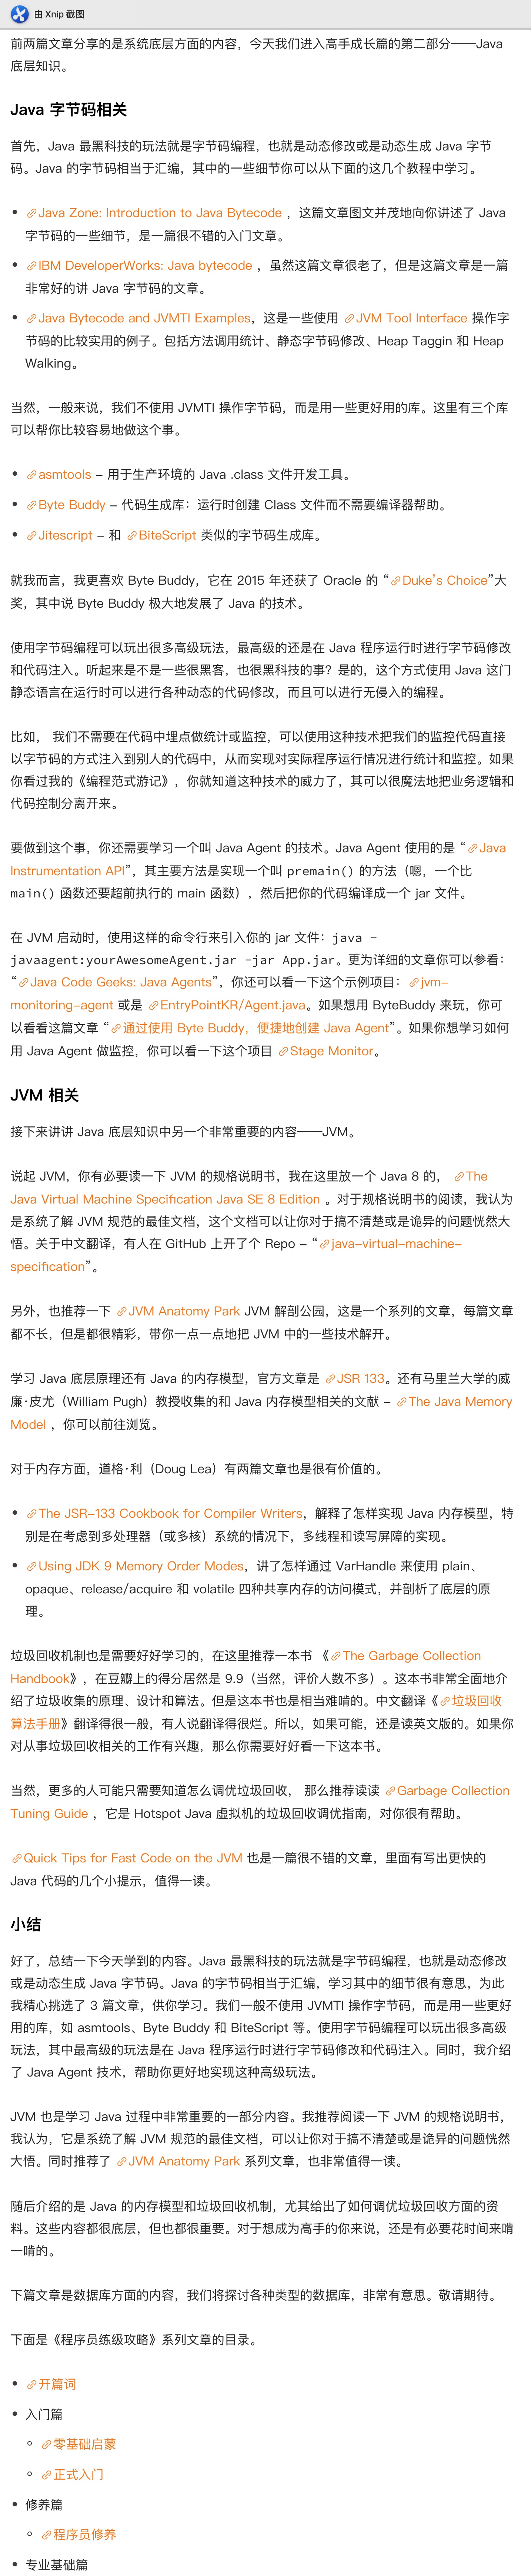 由 Xnip 截图
前两篇文章分享的是系统底层方面的内容，今天我们进入高手成长篇的第二部分——Java
底层知识。
Java 字节码相关
首先，Java 最黑科技的玩法就是字节码编程，也就是动态修改或是动态生成 Java 字节
码。Java 的字节码相当于汇编，其中的一些细节你可以从下面的这几个教程中学习。
Java Zone: Introduction to Java Bytecode ，这篇文章图文并茂地向你讲述了 Java
字节码的一些细节，是一篇很不错的入门文章。
IBM DeveloperWorks: Java bytecode ，虽然这篇文章很老了，但是这篇文章是一篇
非常好的讲 Java 字节码的文章。
Java Bytecode and JVMTI Examples，这是一些使用 JVM Tool Interface 操作字
节码的比较实用的例子。包括方法调用统计、静态字节码修改、Heap Taggin 和 Heap
Walking。
当然，一般来说，我们不使用 JVMTI 操作字节码，而是用一些更好用的库。这里有三个库
可以帮你比较容易地做这个事。
asmtools - 用于生产环境的 Java .class 文件开发工具。
Byte Buddy - 代码生成库：运行时创建 Class 文件而不需要编译器帮助。
Jitescript - 和 BiteScript 类似的字节码生成库。
就我而言，我更喜欢 Byte Buddy，它在 2015 年还获了 Oracle 的 “Duke's Choice”大
奖，其中说 Byte Buddy 极大地发展了 Java 的技术。
使用字节码编程可以玩出很多高级玩法，最高级的还是在 Java 程序运行时进行字节码修改
和代码注入。听起来是不是一些很黑客，也很黑科技的事？是的，这个方式使用 Java 这门
静态语言在运行时可以进行各种动态的代码修改，而且可以进行无侵入的编程。
比如， 我们不需要在代码中埋点做统计或监控，可以使用这种技术把我们的监控代码直接
以字节码的方式注入到别人的代码中，从而实现对实际程序运行情况进行统计和监控。如果
你看过我的《编程范式游记》，你就知道这种技术的威力了，其可以很魔法地把业务逻辑和
代码控制分离开来。
要做到这个事，你还需要学习一个叫 Java Agent 的技术。Java Agent 使用的是 “Java
Instrumentation API”，其主要方法是实现一个叫 premain() 的方法（嗯，一个比
main() 函数还要超前执行的 main 函数），然后把你的代码编译成一个 jar 文件。
在 JVM 启动时，使用这样的命令行来引入你的 jar 文件：java -
javaagent:yourAwesomeAgent.jar -jar App.jar。更为详细的文章你可以参看：
“Java Code Geeks: Java Agents”，你还可以看一下这个示例项目：jvm-
monitoring-agent 或是 EntryPointKR/Agent.java。如果想用 ByteBuddy 来玩，你可
以看看这篇文章 “通过使用 Byte Buddy，便捷地创建 Java Agent”。如果你想学习如何
用 Java Agent 做监控，你可以看一下这个项目 Stage Monitor。
JVM 相关
接下来讲讲 Java 底层知识中另一个非常重要的内容——JVM。
说起 JVM，你有必要读一下 JVM 的规格说明书，我在这里放一个 Java 8 的， The
Java Virtual Machine Specification Java SE 8 Edition 。对于规格说明书的阅读，我认为
是系统了解 JVM 规范的最佳文档，这个文档可以让你对于搞不清楚或是诡异的问题恍然大
悟。关于中文翻译，有人在 GitHub 上开了个 Repo - “java-virtual-machine-
specification”。
另外，也推荐一下 JVM Anatomy Park JVM 解剖公园，这是一个系列的文章，每篇文章
都不长，但是都很精彩，带你一点一点地把 JVM 中的一些技术解开。
学习 Java 底层原理还有 Java 的内存模型，官方文章是 JSR 133。还有马里兰大学的威
廉·皮尤（William Pugh）教授收集的和 Java 内存模型相关的文献 - The Java Memory
Model ，你可以前往浏览。
对于内存方面，道格·利（Doug Lea）有两篇文章也是很有价值的。
The JSR-133 Cookbook for Compiler Writers，解释了怎样实现 Java 内存模型，特
别是在考虑到多处理器（或多核）系统的情况下，多线程和读写屏障的实现。
Using JDK 9 Memory Order Modes，讲了怎样通过 VarHandle 来使用 plain、
opaque、release/acquire 和 volatile 四种共享内存的访问模式，并剖析了底层的原
理。
垃圾回收机制也是需要好好学习的，在这里推荐一本书 《The Garbage Collection
Handbook》，在豆瓣上的得分居然是 9.9（当然，评价人数不多）。这本书非常全面地介
绍了垃圾收集的原理、设计和算法。但是这本书也是相当难啃的。中文翻译《垃圾回收
算法手册》翻译得很一般，有人说翻译得很烂。所以，如果可能，还是读英文版的。如果你
对从事垃圾回收相关的工作有兴趣，那么你需要好好看一下这本书。
当然，更多的人可能只需要知道怎么调优垃圾回收， 那么推荐读读 Garbage Collection
Tuning Guide ，它是 Hotspot Java 虚拟机的垃圾回收调优指南，对你很有帮助。
Quick Tips for Fast Code on the JVM 也是一篇很不错的文章，里面有写出更快的
Java 代码的几个小提示，值得一读。
小结
好了，总结一下今天学到的内容。Java 最黑科技的玩法就是字节码编程，也就是动态修改
或是动态生成 Java 字节码。Java 的字节码相当于汇编，学习其中的细节很有意思，为此
我精心挑选了 3 篇文章，供你学习。我们一般不使用 JVMTI 操作字节码，而是用一些更好
用的库，如 asmtools、Byte Buddy 和 BiteScript 等。使用字节码编程可以玩出很多高级
玩法，其中最高级的玩法是在 Java 程序运行时进行字节码修改和代码注入。同时，我介绍
了 Java Agent 技术，帮助你更好地实现这种高级玩法。
JVM 也是学习 Java 过程中非常重要的一部分内容。我推荐阅读一下 JVM 的规格说明书，
我认为，它是系统了解 JVM 规范的最佳文档，可以让你对于搞不清楚或是诡异的问题恍然
大悟。同时推荐了 JVM Anatomy Park 系列文章，也非常值得一读。
随后介绍的是 Java 的内存模型和垃圾回收机制，尤其给出了如何调优垃圾回收方面的资
料。这些内容都很底层，但也都很重要。对于想成为高手的你来说，还是有必要花时间来啃
一啃的。
下篇文章是数据库方面的内容，我们将探讨各种类型的数据库，非常有意思。敬请期待。
下面是《程序员练级攻略》系列文章的目录。
开篇词
入门篇
零基础启蒙
正式入门
修养篇
程序员修养
专业基础篇